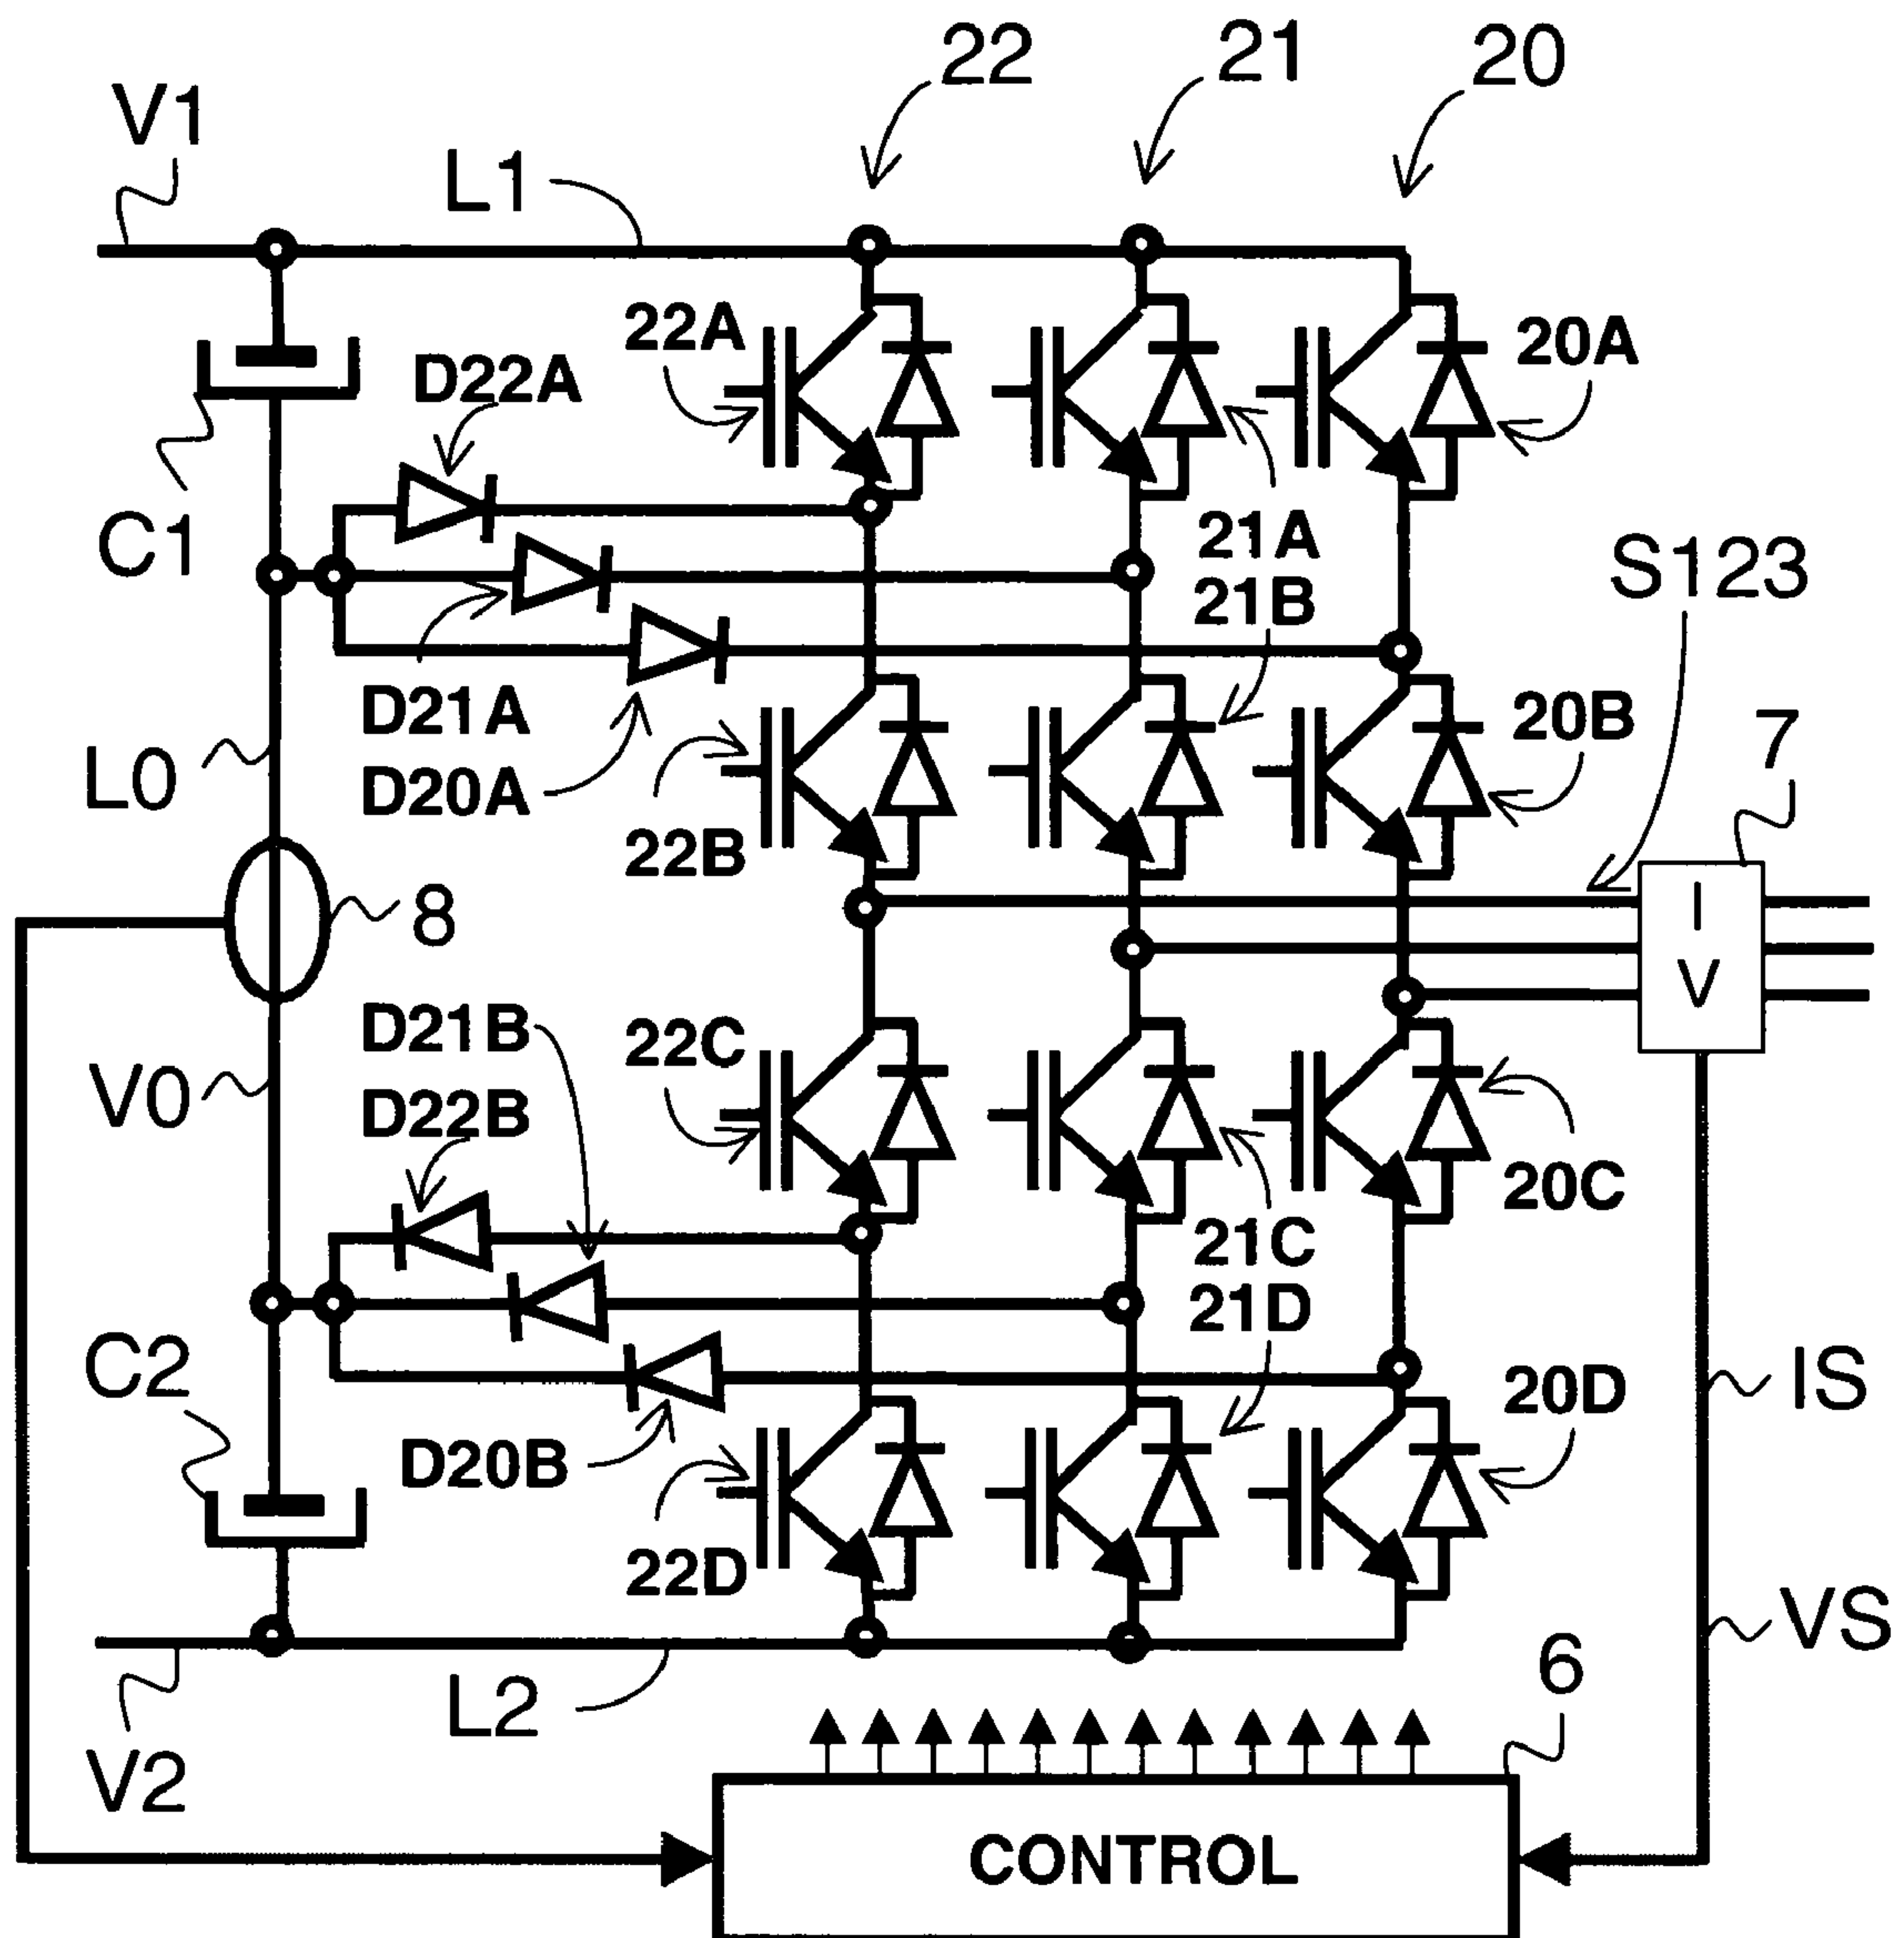 22
21
20
V1
L1
22A
20A
D22A
C1
21A
21B
S123
D21A
D20A
L0
22B
20B
7
8
I
V
D21B
D22B
22C
V0
20C
21C
21D
C2
20D
IS
D20B
22D
VS
L2
6
V2
CONTROL